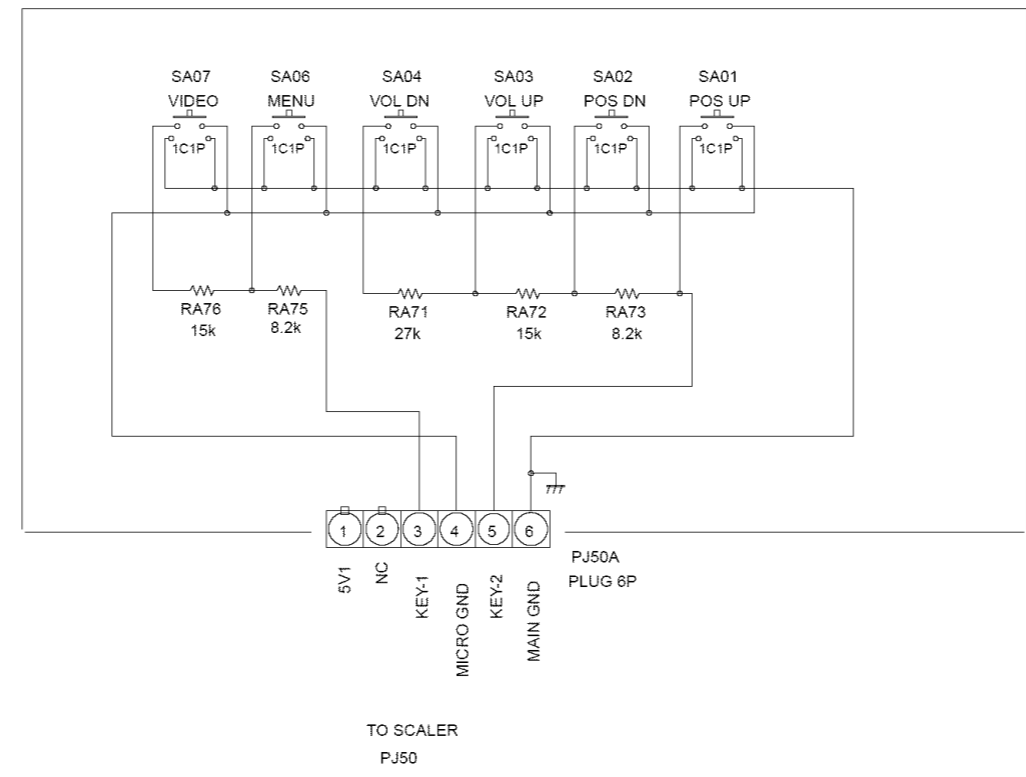 SA07 SA06 SA04 SA03 SA02 SA01
VIDEO MENU VOL DN VOL UP POS DN POS UP
1C1P 1C1P 1C1P 1C1P 1C1P 1C1P
RA76 RA75 RA71 RA72 RA73
15k 8.2k 27k 15k 8.2k
1 2 3 4 5 6
PJ50A
PLUG 6P
5V1
NC
KEY-1
MICRO GND
KEY-2
MAIN GND
TO SCALER
PJ50